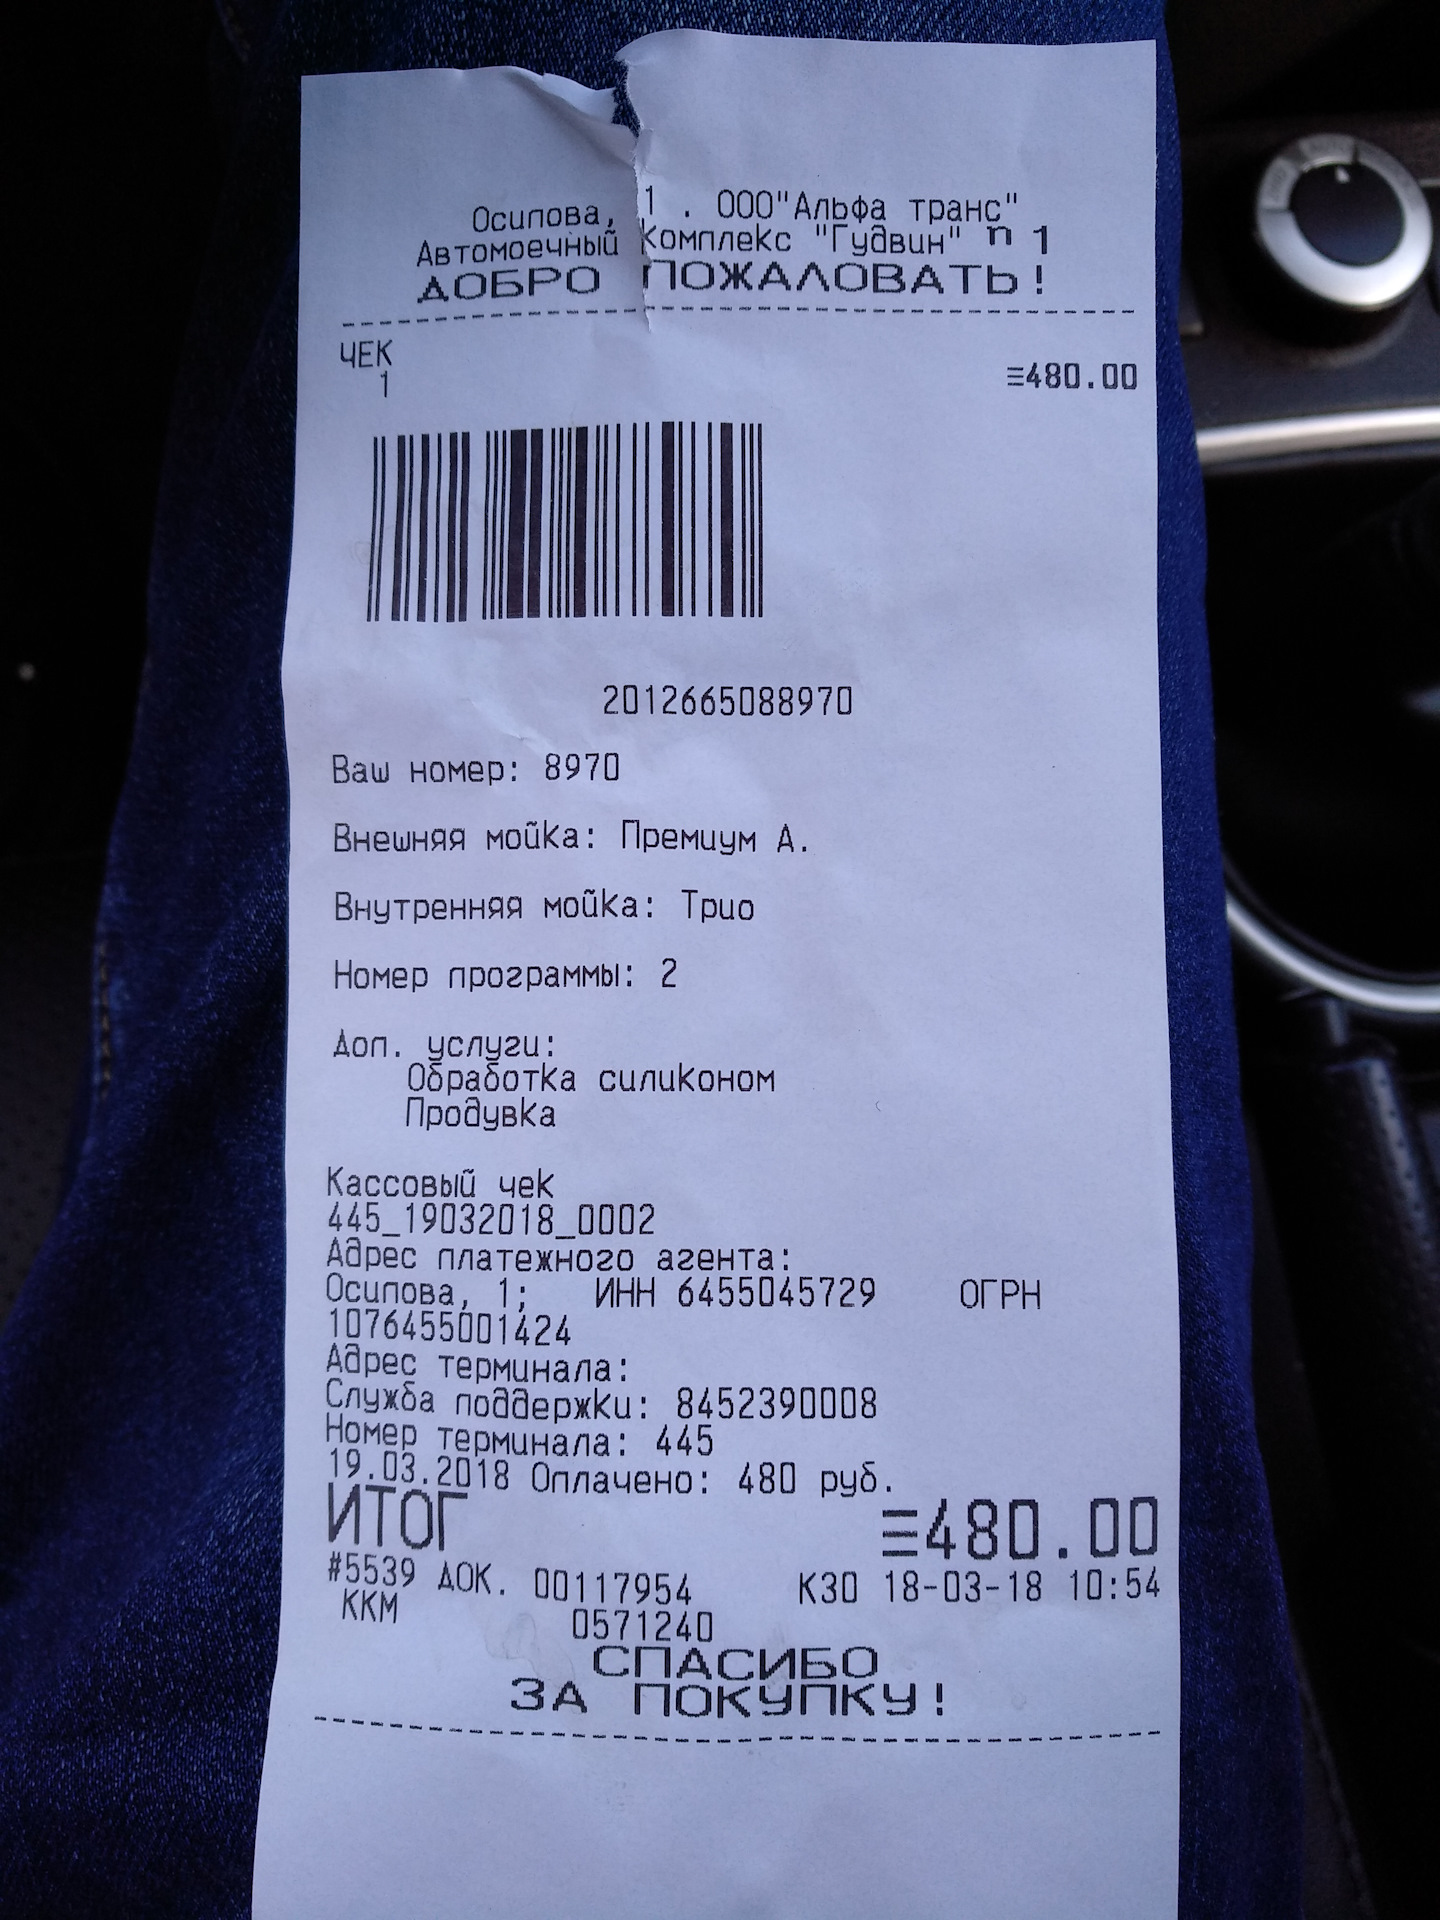 Осипова, 1 . ООО"Альфа транс"
Автомоечный комплекс "Гудвин" п 1
ДОБРО ПОЖАЛОВАТЬ!
ЧЕК
1 ≡480.00
2012665088970
Ваш номер: 8970
Внешняя мойка: Премиум А.
Внутренняя мойка: Трио
Номер программы: 2
Доп. услуги:
Обработка силиконом
Продувка
Кассовый чек
445_19032018_0002
Адрес платежного агента:
Осипова, 1; ИНН 6455045729 ОГРН
1076455001424
Адрес терминала:
Служба поддержки: 8452390008
Номер терминала: 445
19.03.2018 Оплачено: 480 руб.
ИТОГ ≡480.00
#5539 ДОК. 00117954 К30 18-03-18 10:54
ККМ 0571240
СПАСИБО
ЗА ПОКУПКУ!